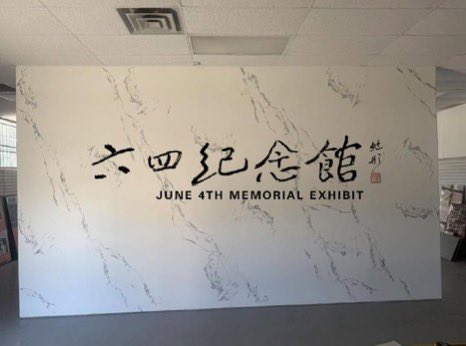 六四紀念館
JUNE 4TH MEMORIAL EXHIBIT